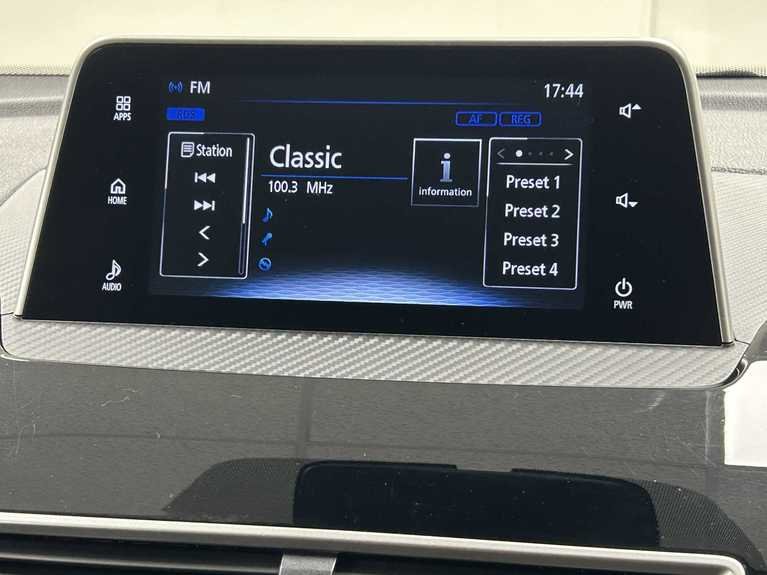 FM
17:44
RDS
AF
REG
APPS
HOME
AUDIO
Station
Classic
100.3 MHz
information
Preset 1
Preset 2
Preset 3
Preset 4
PWR